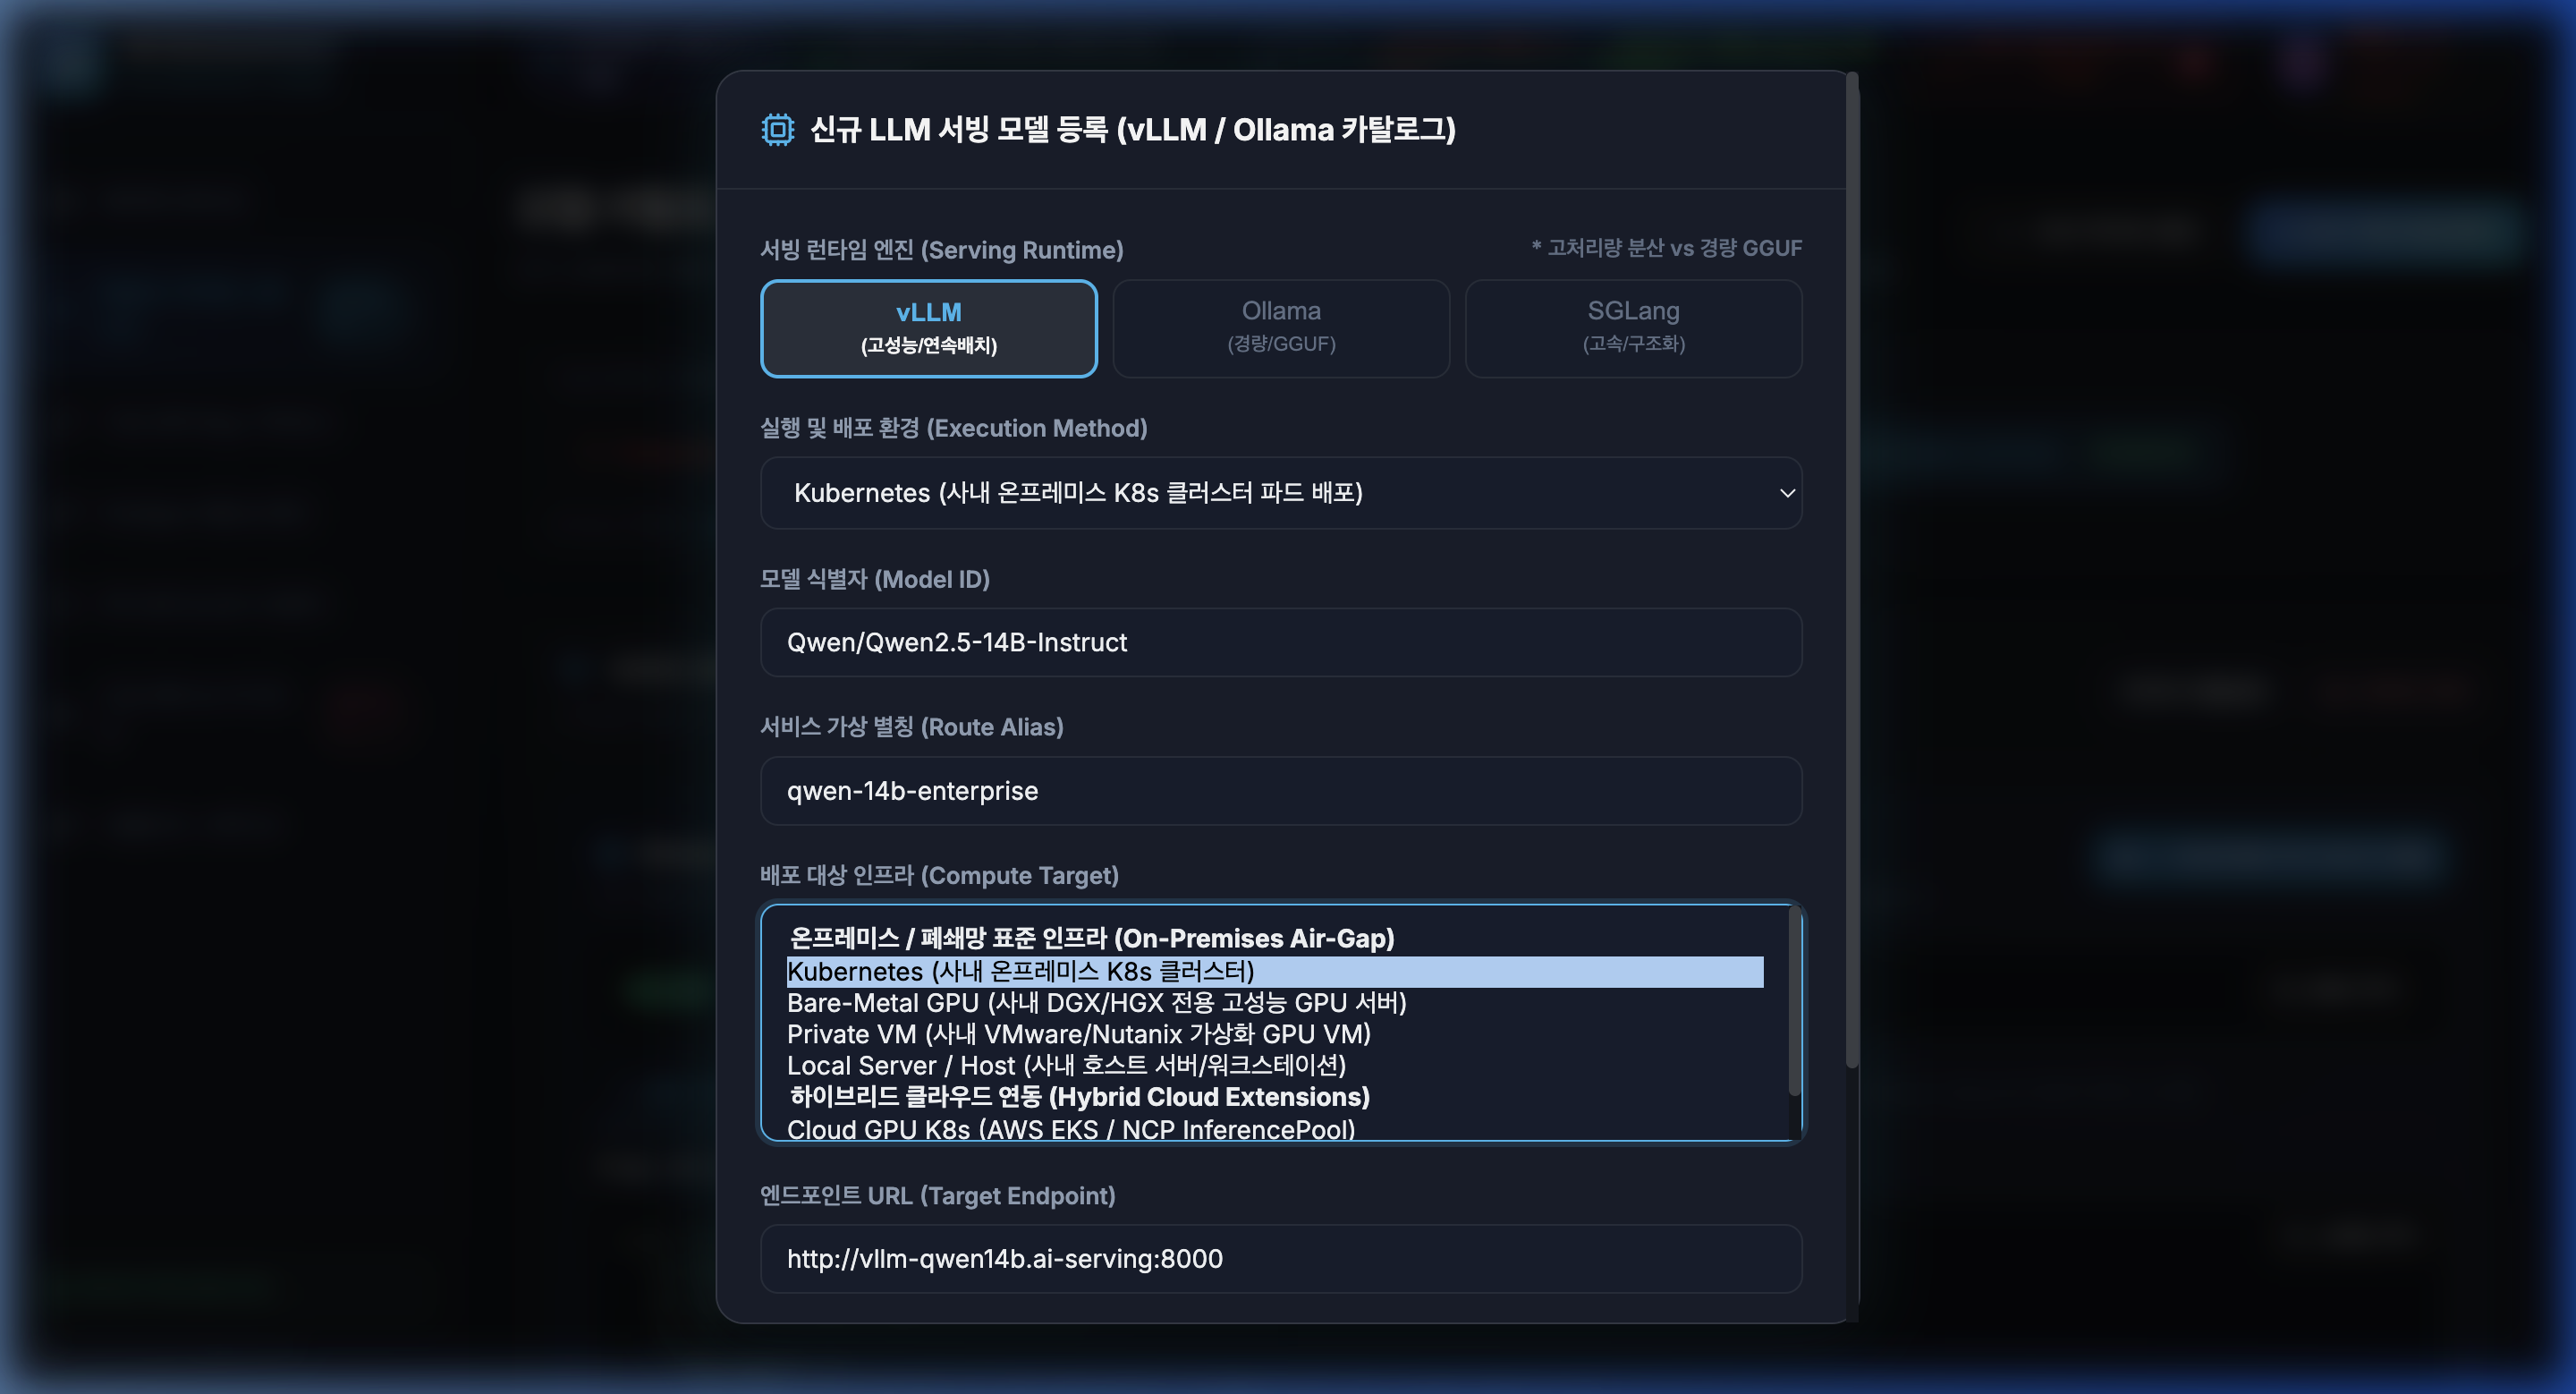 신규 LLM 서빙 모델 등록 (vLLM / Ollama 카탈로그)
서빙 런타임 엔진 (Serving Runtime)
* 고처리량 분산 vs 경량 GGUF
vLLM
(고성능/연속배치)
Ollama
(경량/GGUF)
SGLang
(고속/구조화)
실행 및 배포 환경 (Execution Method)
Kubernetes (사내 온프레미스 K8s 클러스터 파드 배포)
모델 식별자 (Model ID)
Qwen/Qwen2.5-14B-Instruct
서비스 가상 별칭 (Route Alias)
qwen-14b-enterprise
배포 대상 인프라 (Compute Target)
온프레미스 / 폐쇄망 표준 인프라 (On-Premises Air-Gap)
Kubernetes (사내 온프레미스 K8s 클러스터)
Bare-Metal GPU (사내 DGX/HGX 전용 고성능 GPU 서버)
Private VM (사내 VMware/Nutanix 가상화 GPU VM)
Local Server / Host (사내 호스트 서버/워크스테이션)
하이브리드 클라우드 연동 (Hybrid Cloud Extensions)
Cloud GPU K8s (AWS EKS / NCP InferencePool)
엔드포인트 URL (Target Endpoint)
http://vllm-qwen14b.ai-serving:8000